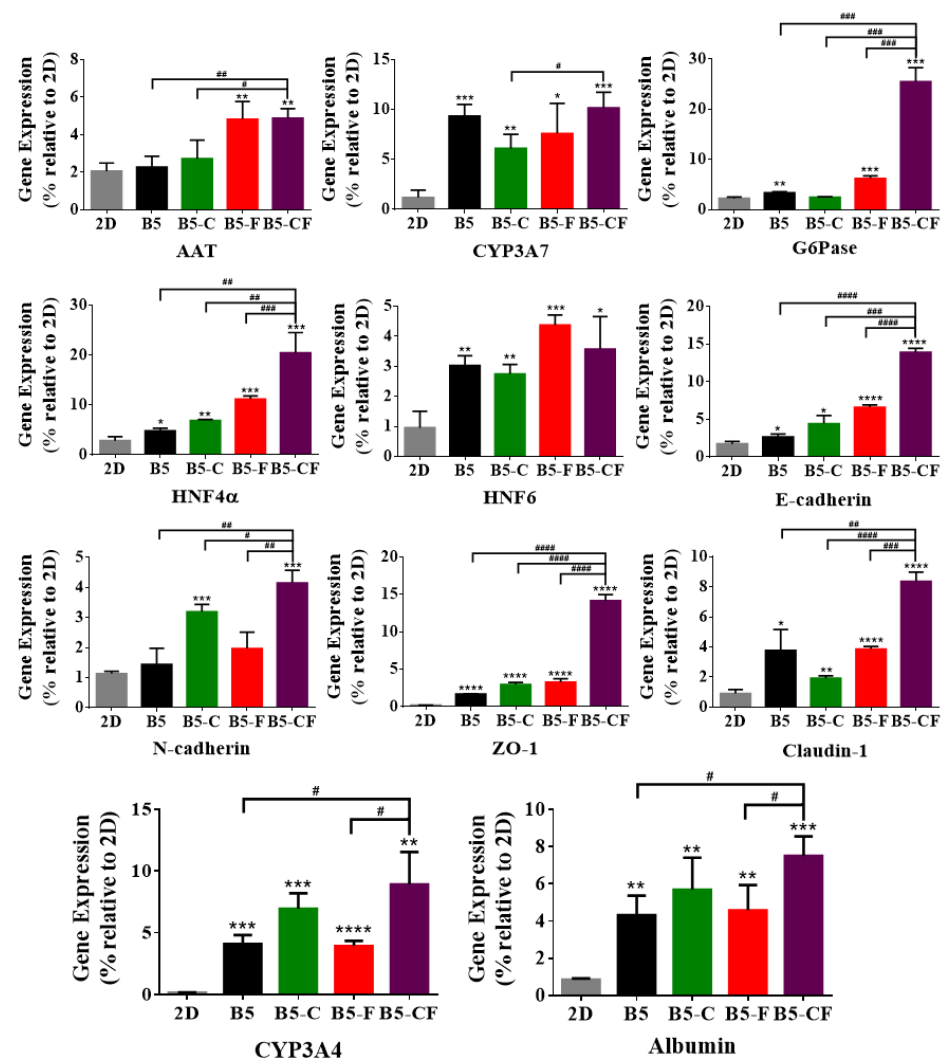 Gene Expression
(% relative to 2D)
8
6
4
2
0
##
#
**
**
2D B5 B5-C B5-F B5-CF
AAT
Gene Expression
(% relative to 2D)
15
10
5
0
#
***
**
*
***
2D B5 B5-C B5-F B5-CF
CYP3A7
Gene Expression
(% relative to 2D)
60
40
20
0
###
###
###
**
***
***
2D B5 B5-C B5-F B5-CF
G6Pase
Gene Expression
(% relative to 2D)
30
20
10
0
##
##
###
*
**
***
***
2D B5 B5-C B5-F B5-CF
HNF4α
Gene Expression
(% relative to 2D)
5
4
3
2
1
0
**
**
***
*
2D B5 B5-C B5-F B5-CF
HNF6
Gene Expression
(% relative to 2D)
20
15
10
5
0
####
###
####
*
*
****
****
2D B5 B5-C B5-F B5-CF
E-cadherin
Gene Expression
(% relative to 2D)
5
4
3
2
1
0
##
#
##
***
***
2D B5 B5-C B5-F B5-CF
N-cadherin
Gene Expression
(% relative to 2D)
20
15
10
5
0
####
####
####
****
****
****
****
2D B5 B5-C B5-F B5-CF
ZO-1
Gene Expression
(% relative to 2D)
10
8
6
4
2
0
##
####
###
*
**
****
****
2D B5 B5-C B5-F B5-CF
Claudin-1
Gene Expression
(% relative to 2D)
15
10
5
0
#
#
***
***
****
**
2D B5 B5-C B5-F B5-CF
CYP3A4
Gene Expression
(% relative to 2D)
10
8
6
4
2
0
#
#
**
**
**
***
2D B5 B5-C B5-F B5-CF
Albumin